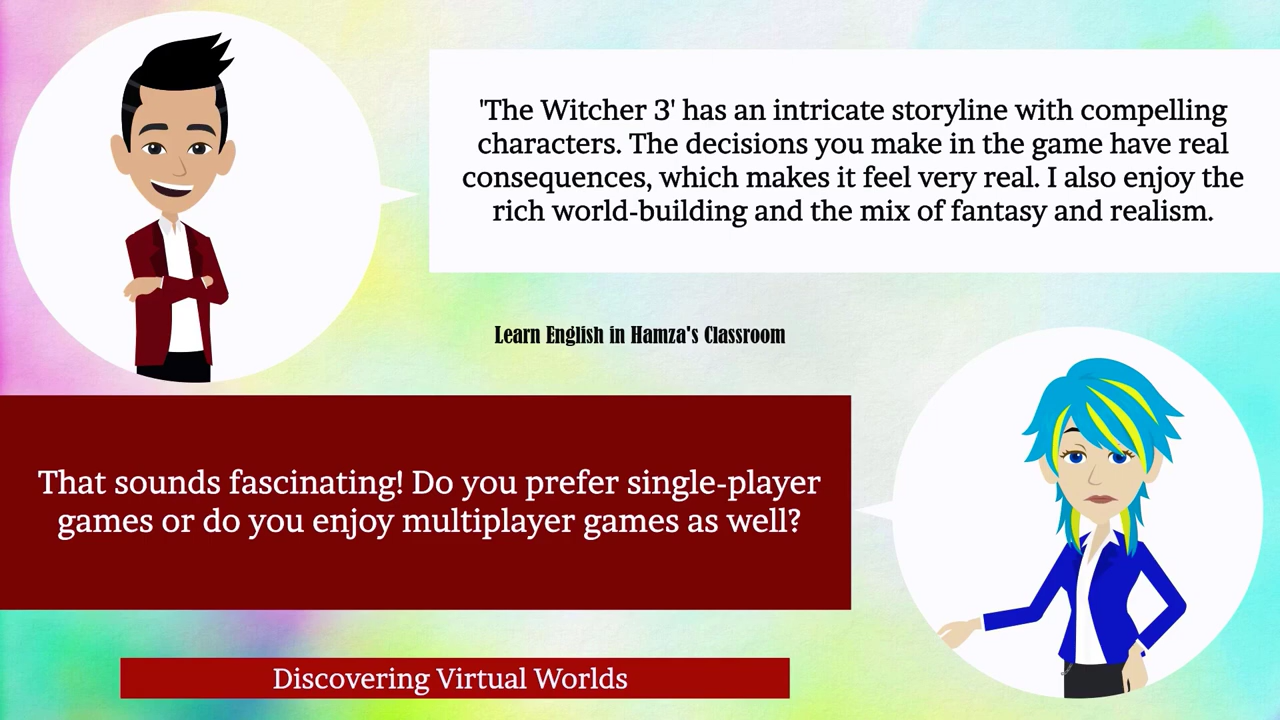 'The Witcher 3' has an intricate storyline with compelling
characters. The decisions you make in the game have real
consequences, which makes it feel very real. I also enjoy the
rich world-building and the mix of fantasy and realism.
Learn English in Hamza's Classroom
That sounds fascinating! Do you prefer single-player
games or do you enjoy multiplayer games as well?
Discovering Virtual Worlds